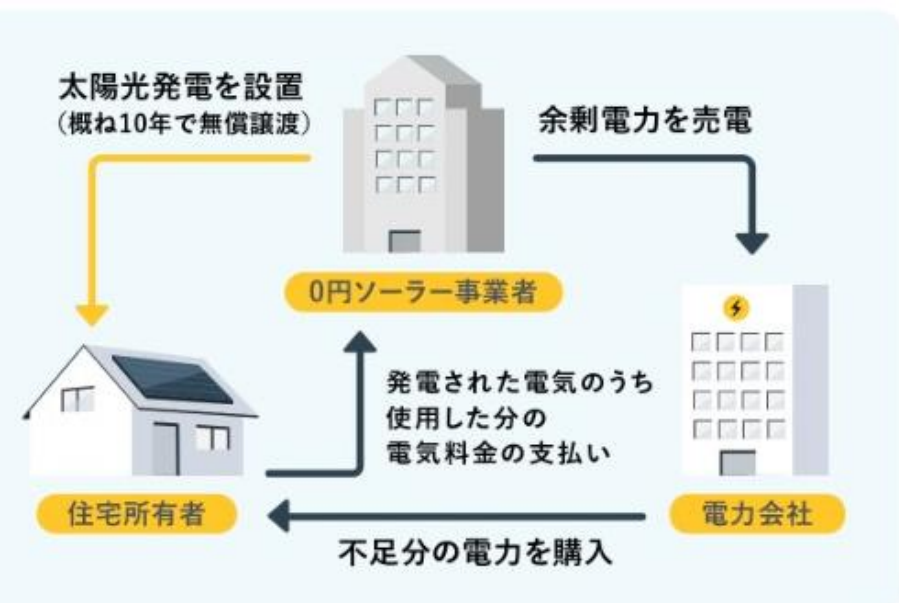 太陽光発電を設置
（概ね10年で無償譲渡）
余剰電力を売電
0円ソーラー事業者
発電された電気のうち
使用した分の
電気料金の支払い
住宅所有者
電力会社
不足分の電力を購入